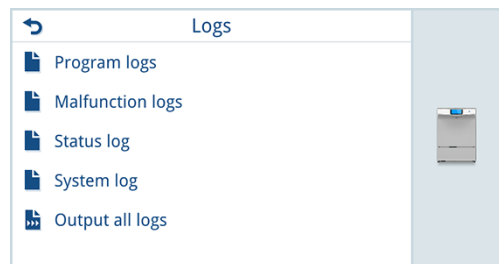 Logs
Program logs
Malfunction logs
Status log
System log
Output all logs